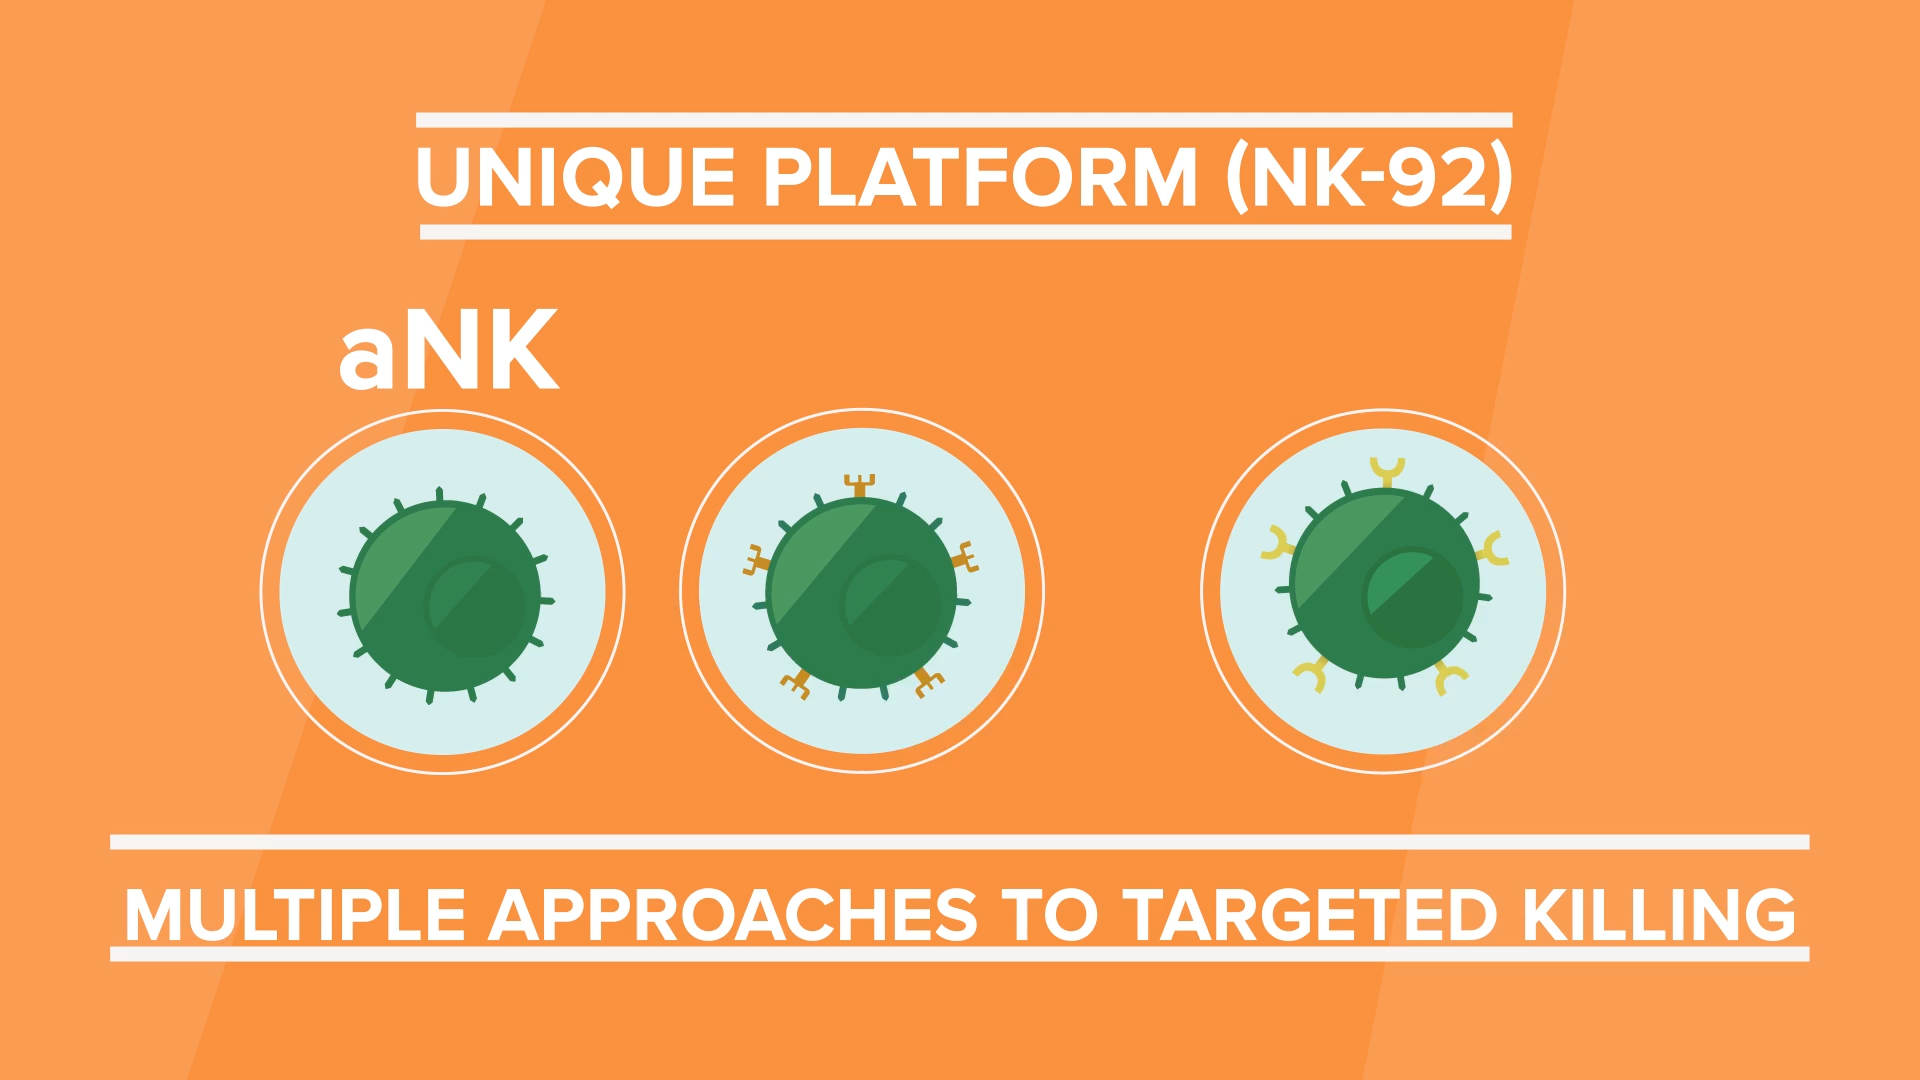 UNIQUE PLATFORM (NK-92)
aNK
MULTIPLE APPROACHES TO TARGETED KILLING